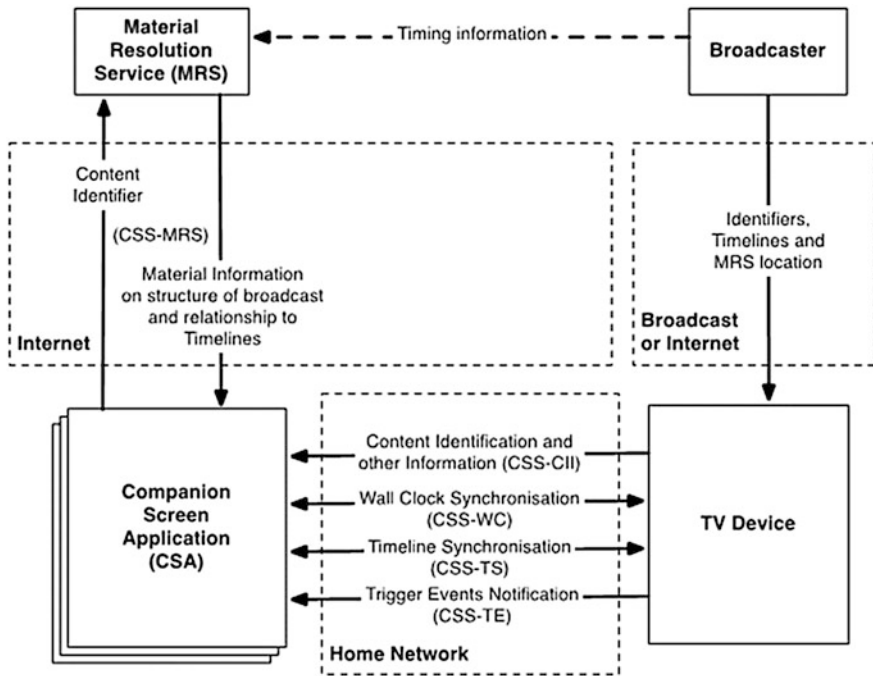 Material
Resolution
Service (MRS)
Timing information
Broadcaster
Content
Identifier
(CSS-MRS)
Material Information
on structure of broadcast
and relationship to
Timelines
Internet
Identifiers,
Timelines and
MRS location
Broadcast
or Internet
Companion
Screen
Application
(CSA)
Content Identification and
other Information (CSS-CII)
Wall Clock Synchronisation
(CSS-WC)
Timeline Synchronisation
(CSS-TS)
Trigger Events Notification
(CSS-TE)
Home Network
TV Device